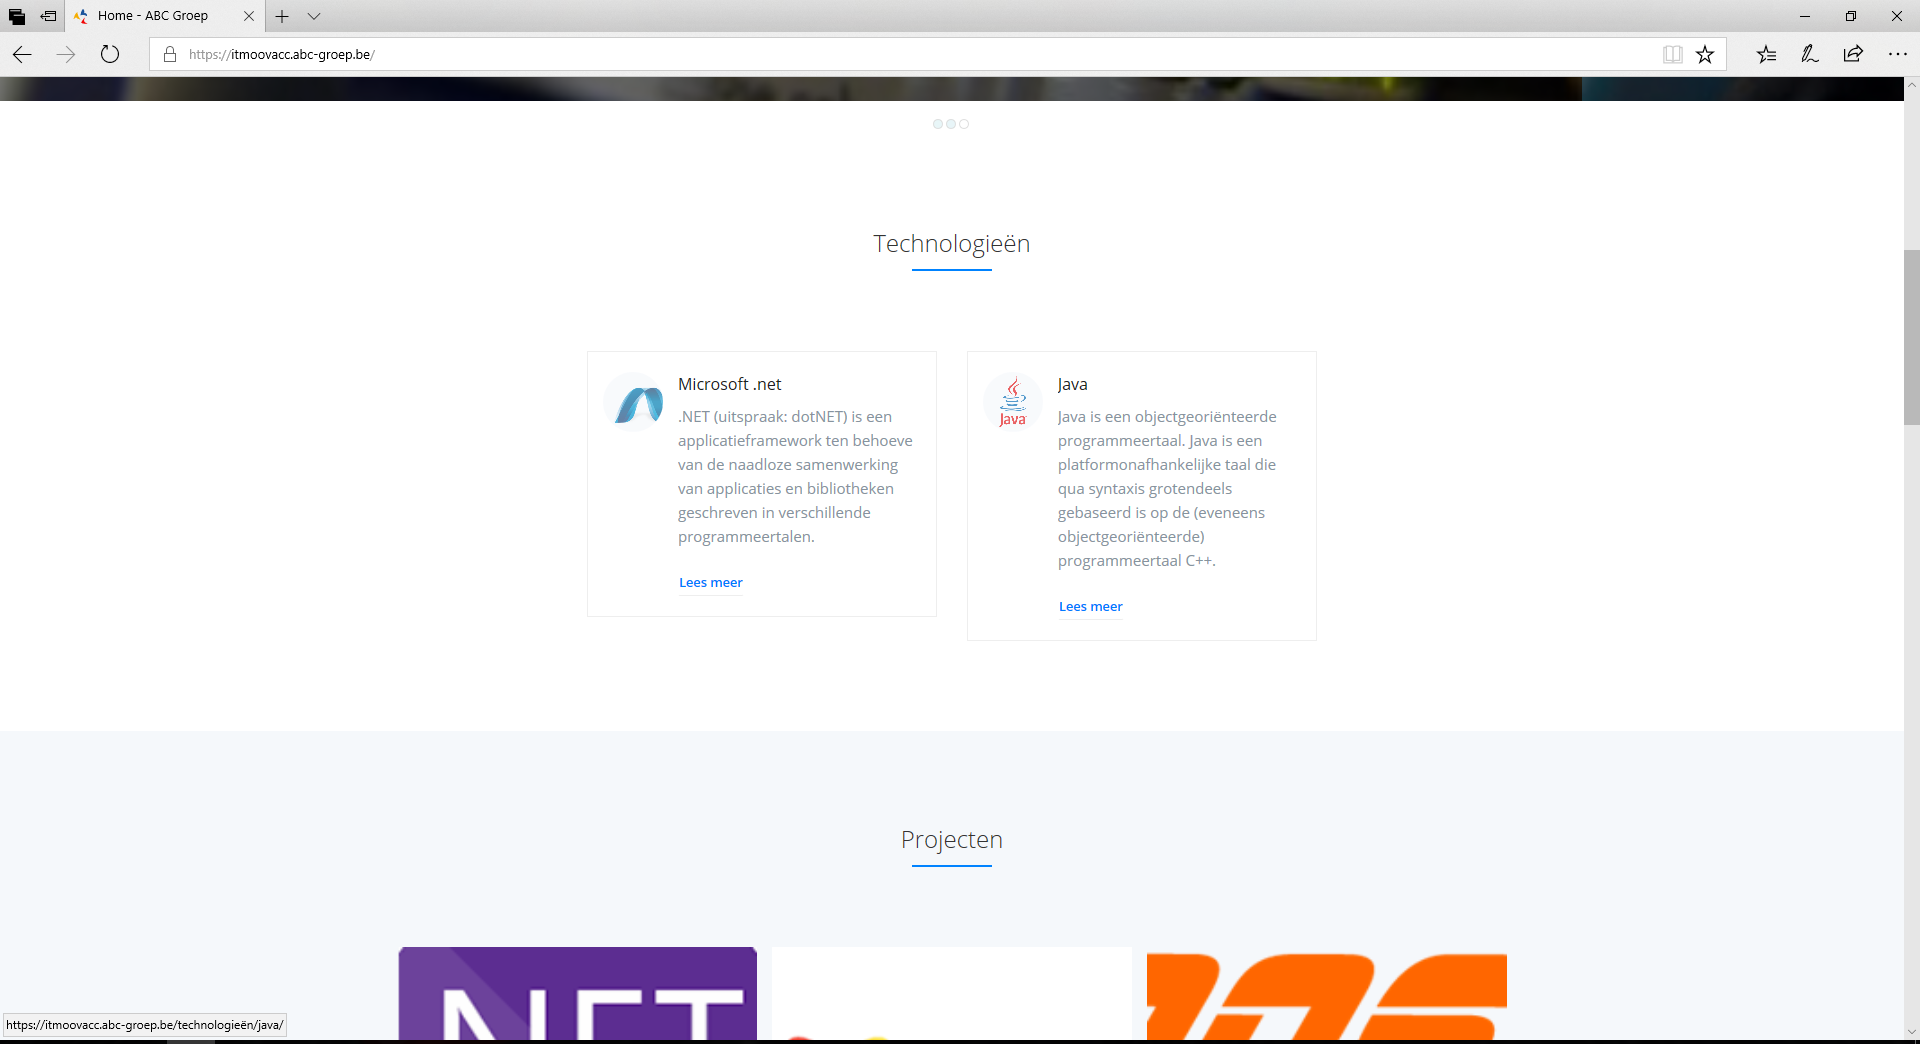 Home - ABC Groep
https://itmoovacc.abc-groep.be/
Technologieën
Microsoft .net
.NET (uitspraak: dotNET) is een
applicatieframework ten behoeve
van de naadloze samenwerking
van applicaties en bibliotheken
geschreven in verschillende
programmeertalen.
Lees meer
Java
Java
Java is een objectgeoriënteerde
programmeertaal. Java is een
platformonafhankelijke taal die
qua syntaxis grotendeels
gebaseerd is op de (eveneens
objectgeoriënteerde)
programmeertaal C++.
Lees meer
Projecten
.NET
https://itmoovacc.abc-groep.be/technologieën/java/